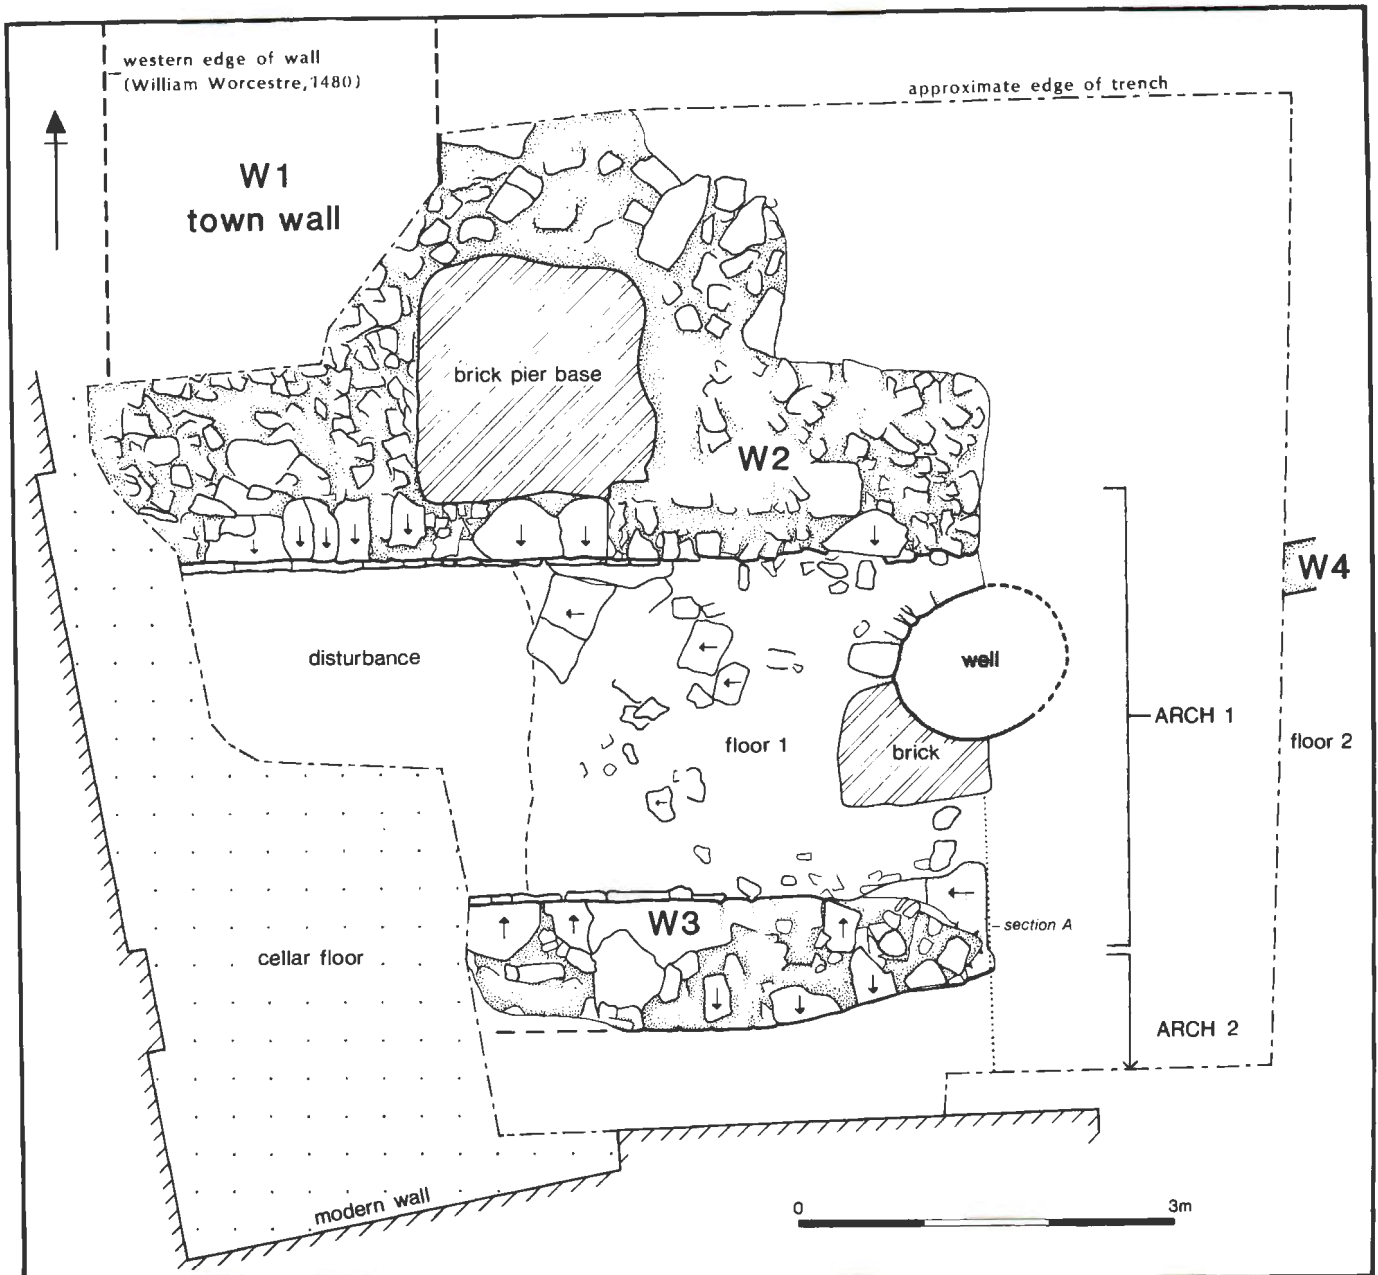 western edge of wall
(William Worcestre, 1480)
approximate edge of trench
W1
town wall
brick pier base
W2
W4
disturbance
well
ARCH 1
floor 1
floor 2
brick
W3
section A
cellar floor
ARCH 2
modern wall
0
3m